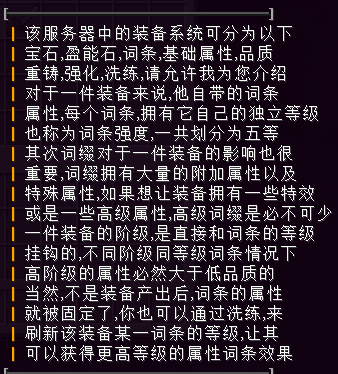 该服务器中的装备系统可分为以下
宝石,盈能石,词条,基础属性,品质
重铸,强化,洗练,请允许我为您介绍
对于一件装备来说,他自带的词条
属性,每个词条,拥有它自己的独立等级
也称为词条强度,一共划分为五等
其次词缀对于一件装备的影响也很
重要,词缀拥有大量的附加属性以及
特殊属性,如果想让装备拥有一些特效
或是一些高级属性,高级词缀是必不可少
一件装备的阶级,是直接和词条的等级
挂钩的,不同阶级同等级词条情况下
高阶级的属性必然大于低品质的
当然,不是装备产出后,词条的属性
就被固定了,你也可以通过洗练,来
刷新该装备某一词条的等级,让其
可以获得更高等级的属性词条效果